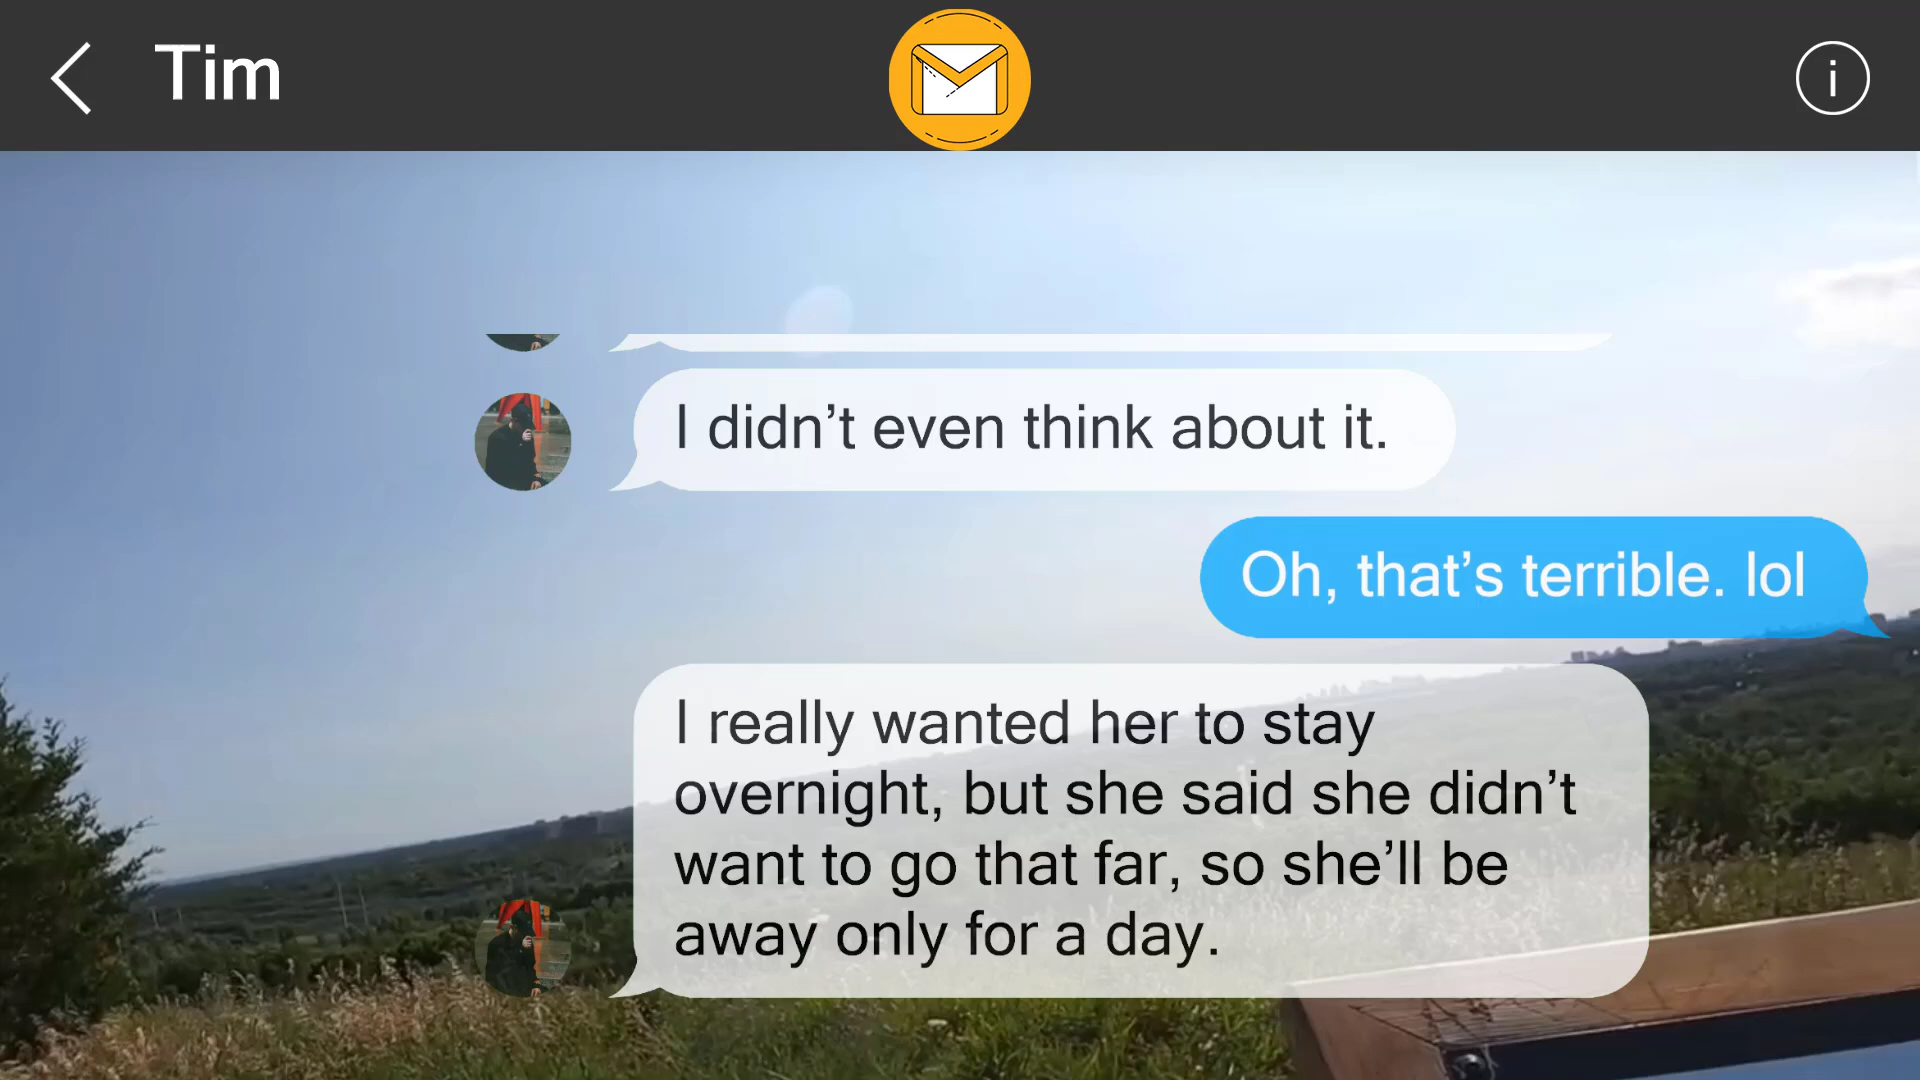 Tim
i
I didn’t even think about it.
Oh, that’s terrible. lol
I really wanted her to stay
overnight, but she said she didn’t
want to go that far, so she’ll be
away only for a day.